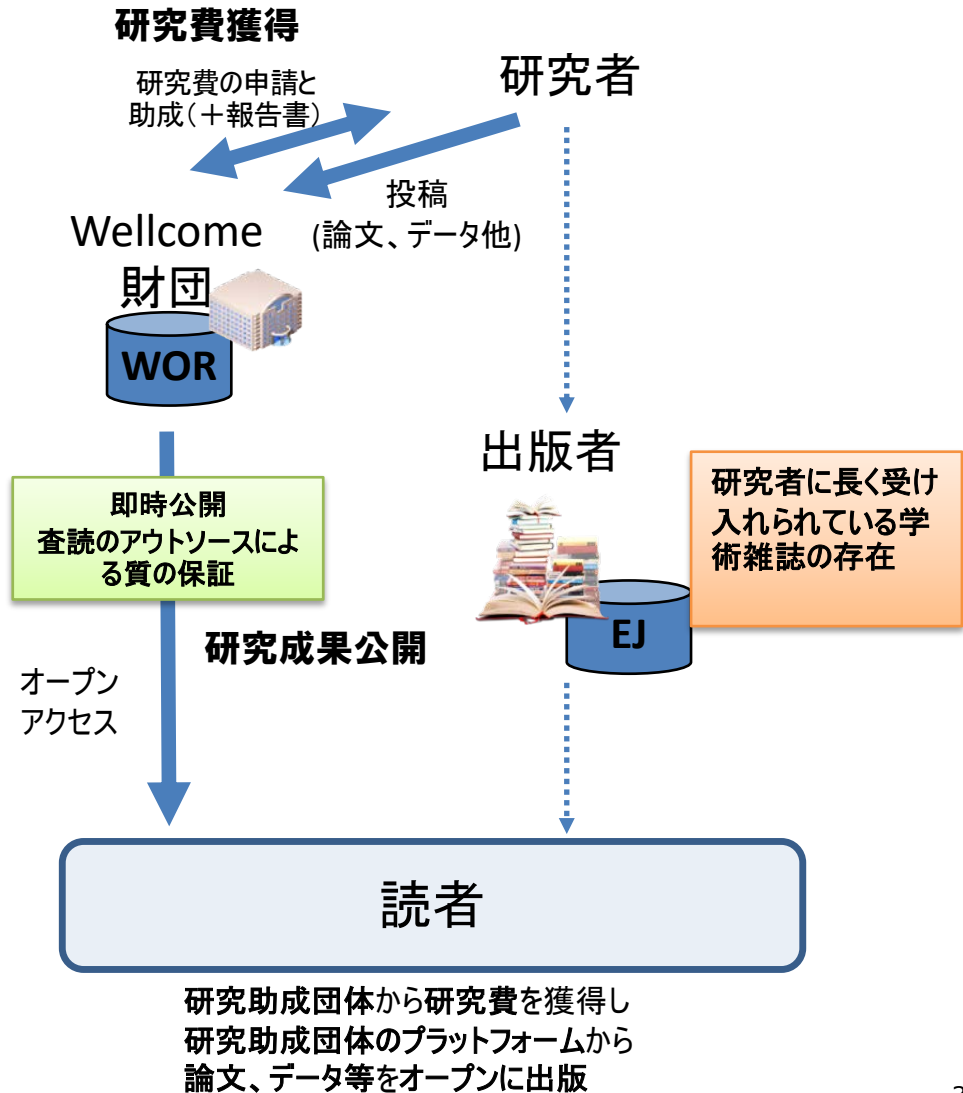 研究費獲得
研究費の申請と
助成(+報告書)
研究者
投稿
(論文、データ他)
Wellcome
財団
WOR
出版者
即時公開
査読のアウトソースによ
る質の保証
研究者に長く受け
入れられている学
術雑誌の存在
EJ
研究成果公開
オープン
アクセス
読者
研究助成団体から研究費を獲得し
研究助成団体のプラットフォームから
論文、データ等をオープンに出版